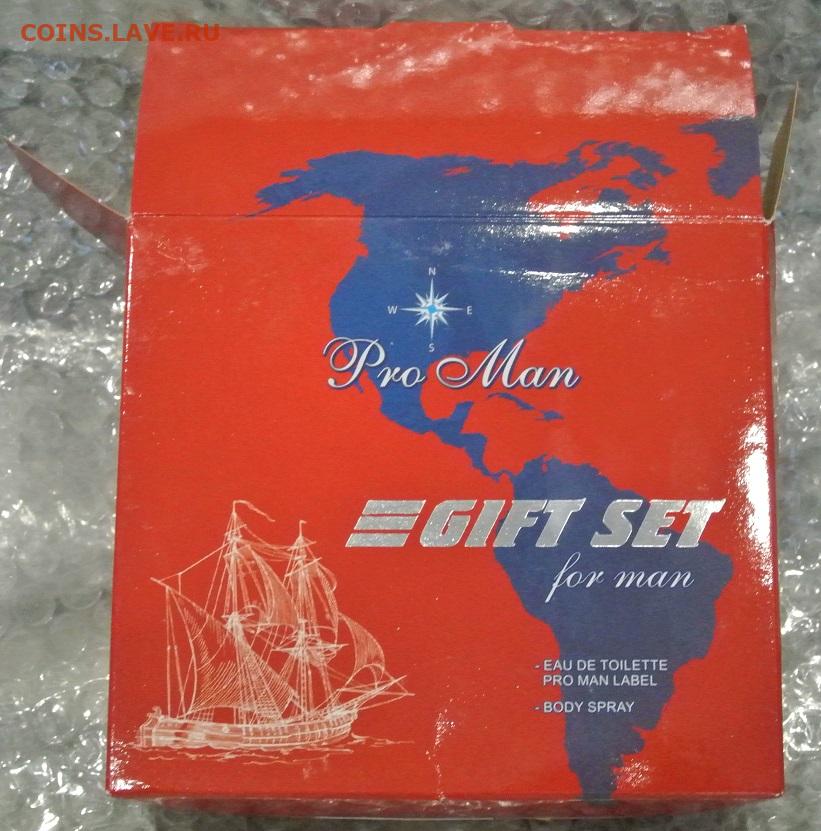 COINS.LAVE.RU
N
W E
S
Pro Man
GIFT SET
for man
- EAU DE TOILETTE
PRO MAN LABEL
- BODY SPRAY